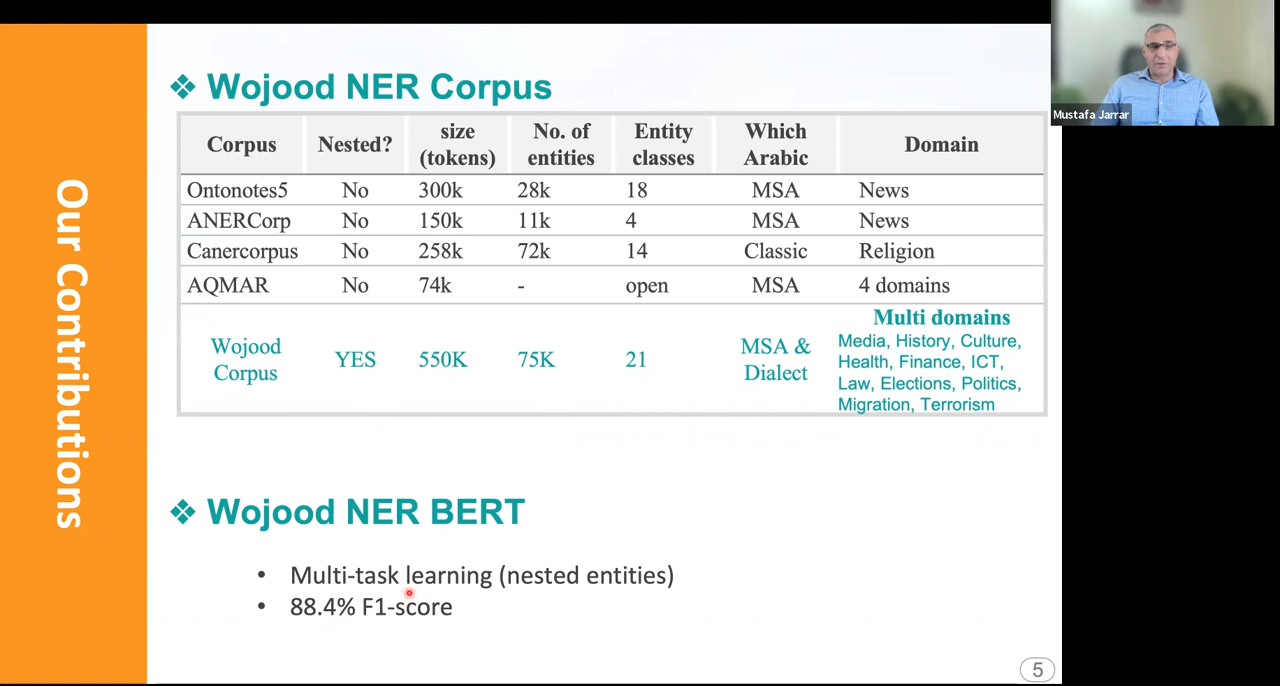 Our Contributions
❖ Wojood NER Corpus
Corpus Nested? size (tokens) No. of entities Entity classes Which Arabic Domain
Ontonotes5 No 300k 28k 18 MSA News
ANERCorp No 150k 11k 4 MSA News
Canercorpus No 258k 72k 14 Classic Religion
AQMAR No 74k - open MSA 4 domains
Wojood Corpus YES 550K 75K 21 MSA & Dialect Multi domains
Media, History, Culture,
Health, Finance, ICT,
Law, Elections, Politics,
Migration, Terrorism
❖ Wojood NER BERT
• Multi-task learning (nested entities)
• 88.4% F1-score
5
Mustafa Jarrar